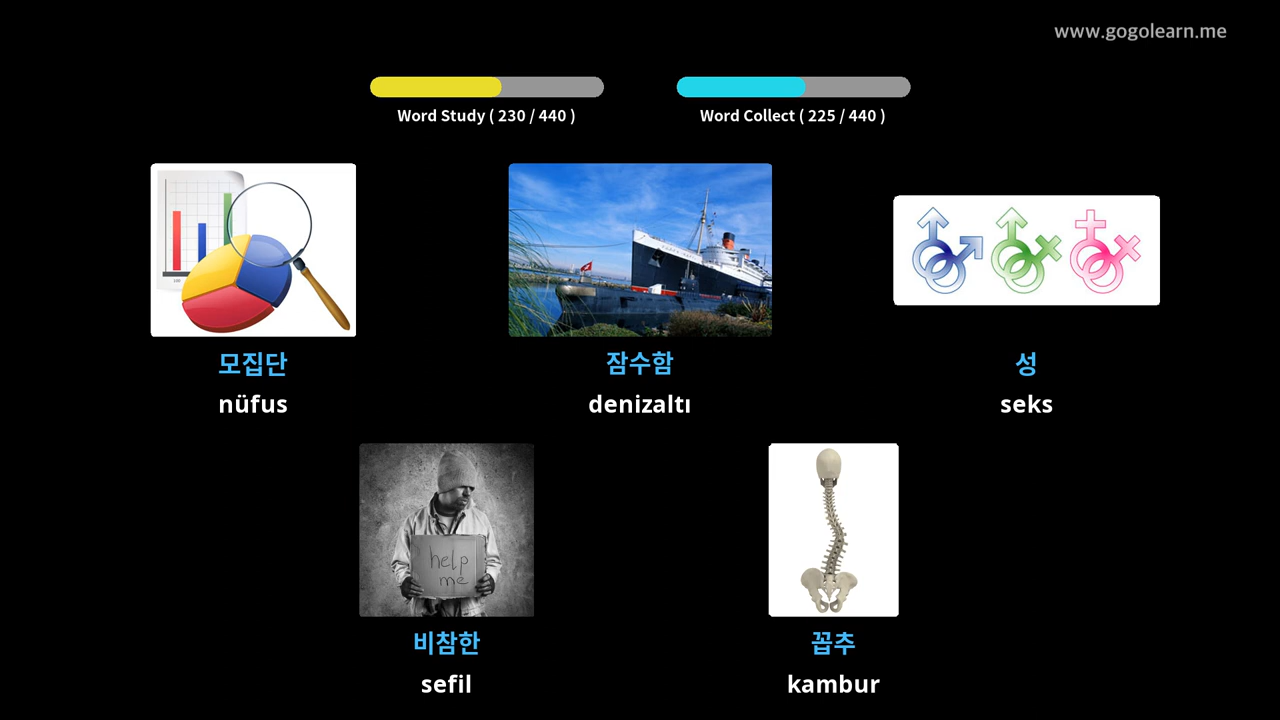 www.gogolearn.me
Word Study ( 230 / 440 )
Word Collect ( 225 / 440 )
모집단
nüfus
잠수함
denizaltı
성
seks
help
me
비참한
sefil
꼽추
kambur